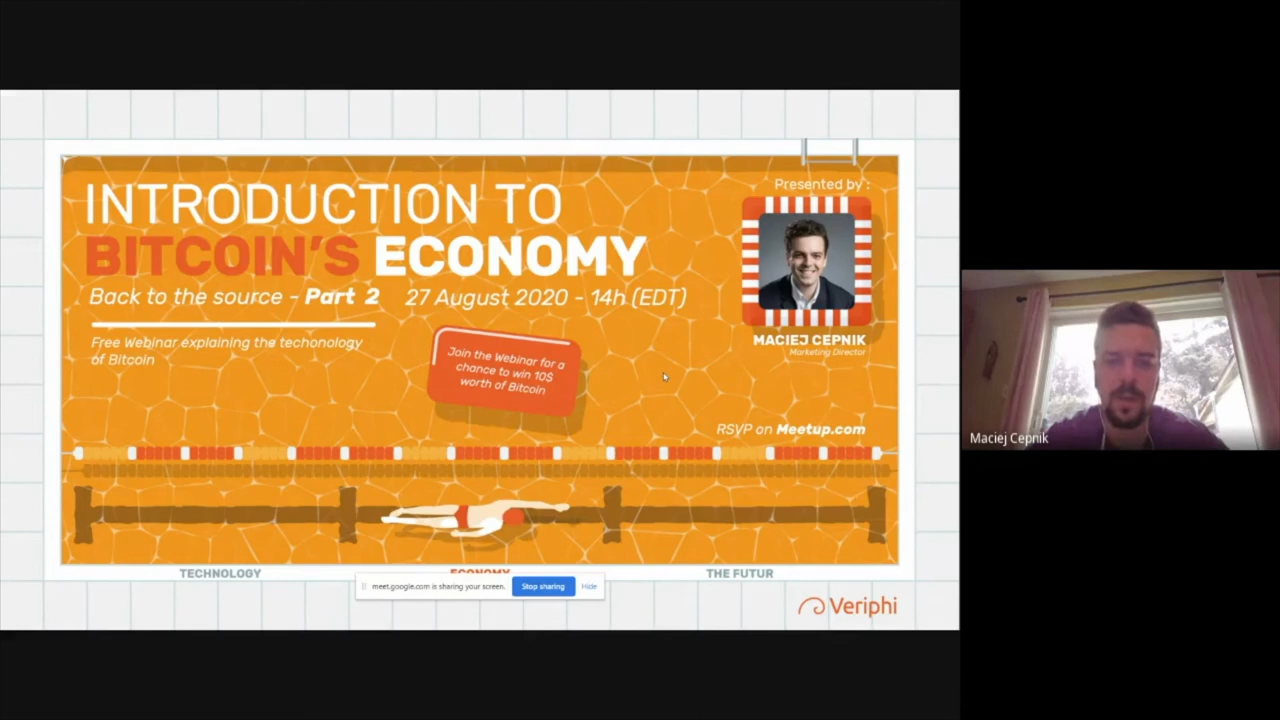 INTRODUCTION TO
BITCOIN'S ECONOMY
Back to the source - Part 2 27 August 2020 - 14h (EDT)
Free Webinar explaining the techonology
of Bitcoin
Join the Webinar for a
chance to win 10$
worth of Bitcoin
Presented by :
MACIEJ CEPNIK
Marketing Director
RSVP on Meetup.com
TECHNOLOGY
ECONOMY
THE FUTUR
meet.google.com is sharing your screen.
Stop sharing
Hide
Veriphi
Maciej Cepnik